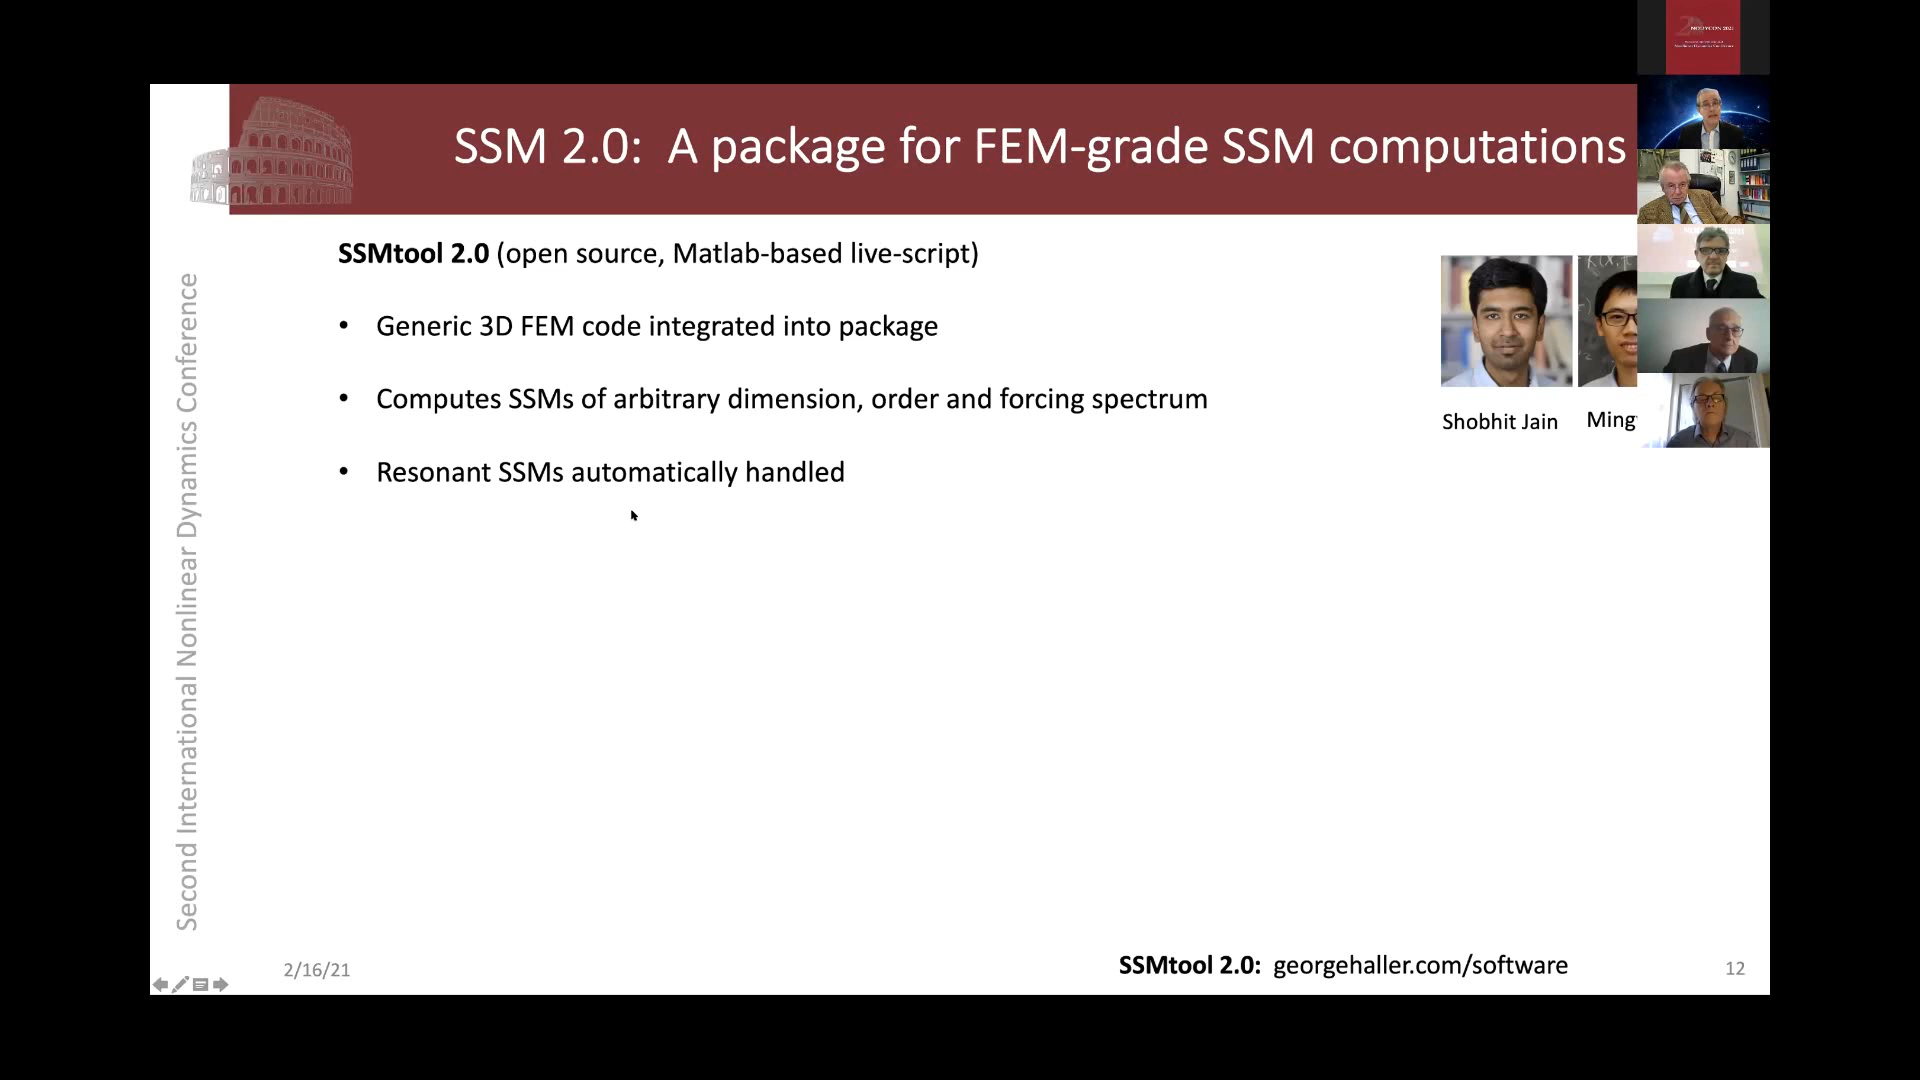 NODYCON 2021
SSM 2.0: A package for FEM-grade SSM computations
SSMtool 2.0 (open source, Matlab-based live-script)
• Generic 3D FEM code integrated into package
• Computes SSMs of arbitrary dimension, order and forcing spectrum
• Resonant SSMs automatically handled
Shobhit Jain
Ming
Second International Nonlinear Dynamics Conference
2/16/21
SSMtool 2.0: georgehaller.com/software
12